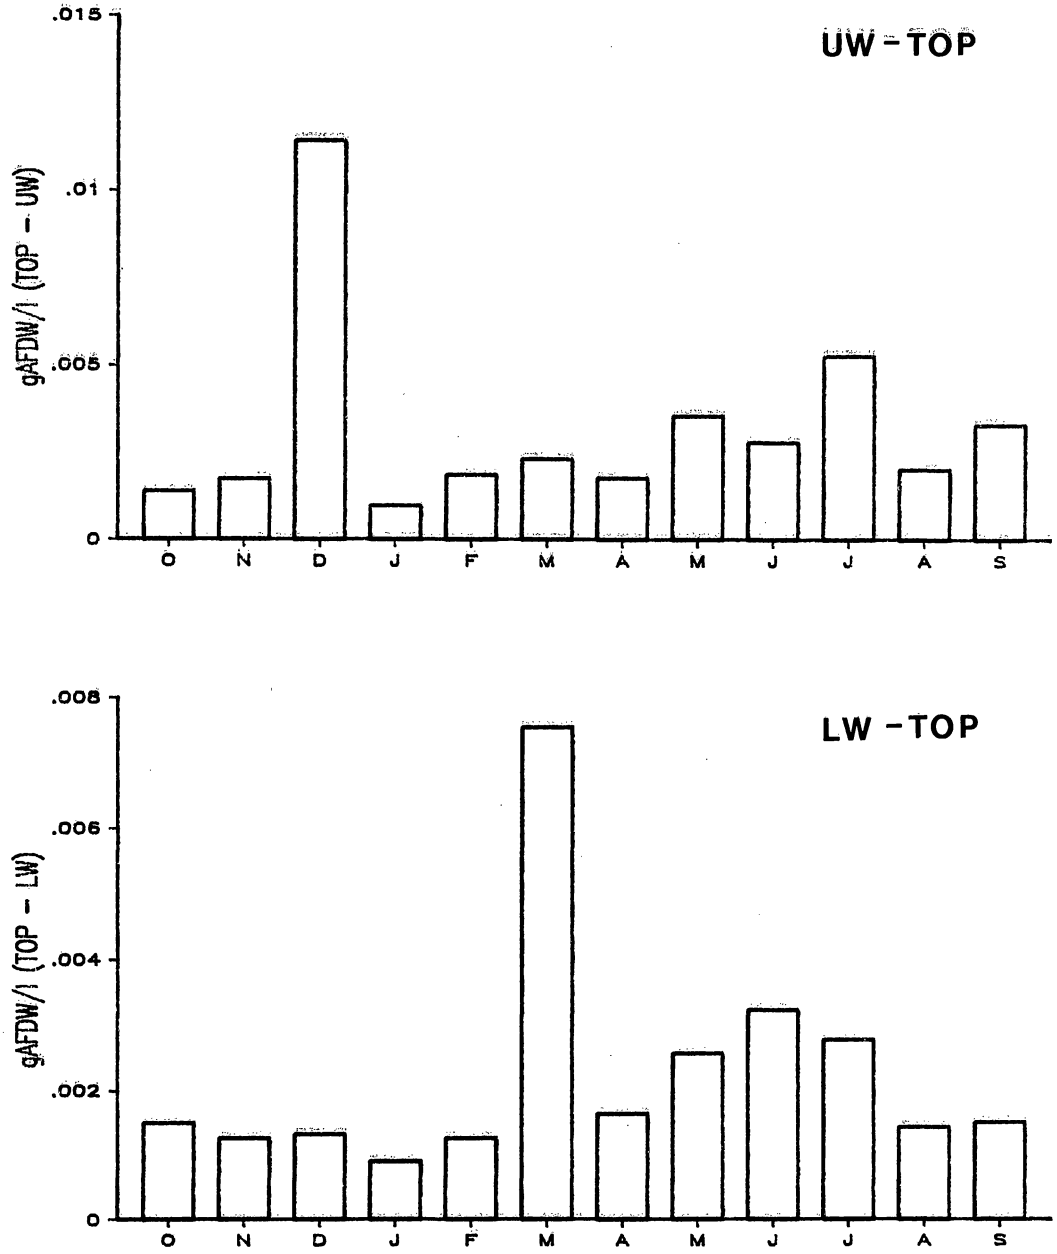 UW-TOP
gAFDW/l (TOP - UW)
.015
.01
.005
0
O N D J F M A M J J A S
LW-TOP
gAFDW/l (TOP - LW)
.008
.006
.004
.002
0
O N D J F M A M J J A S